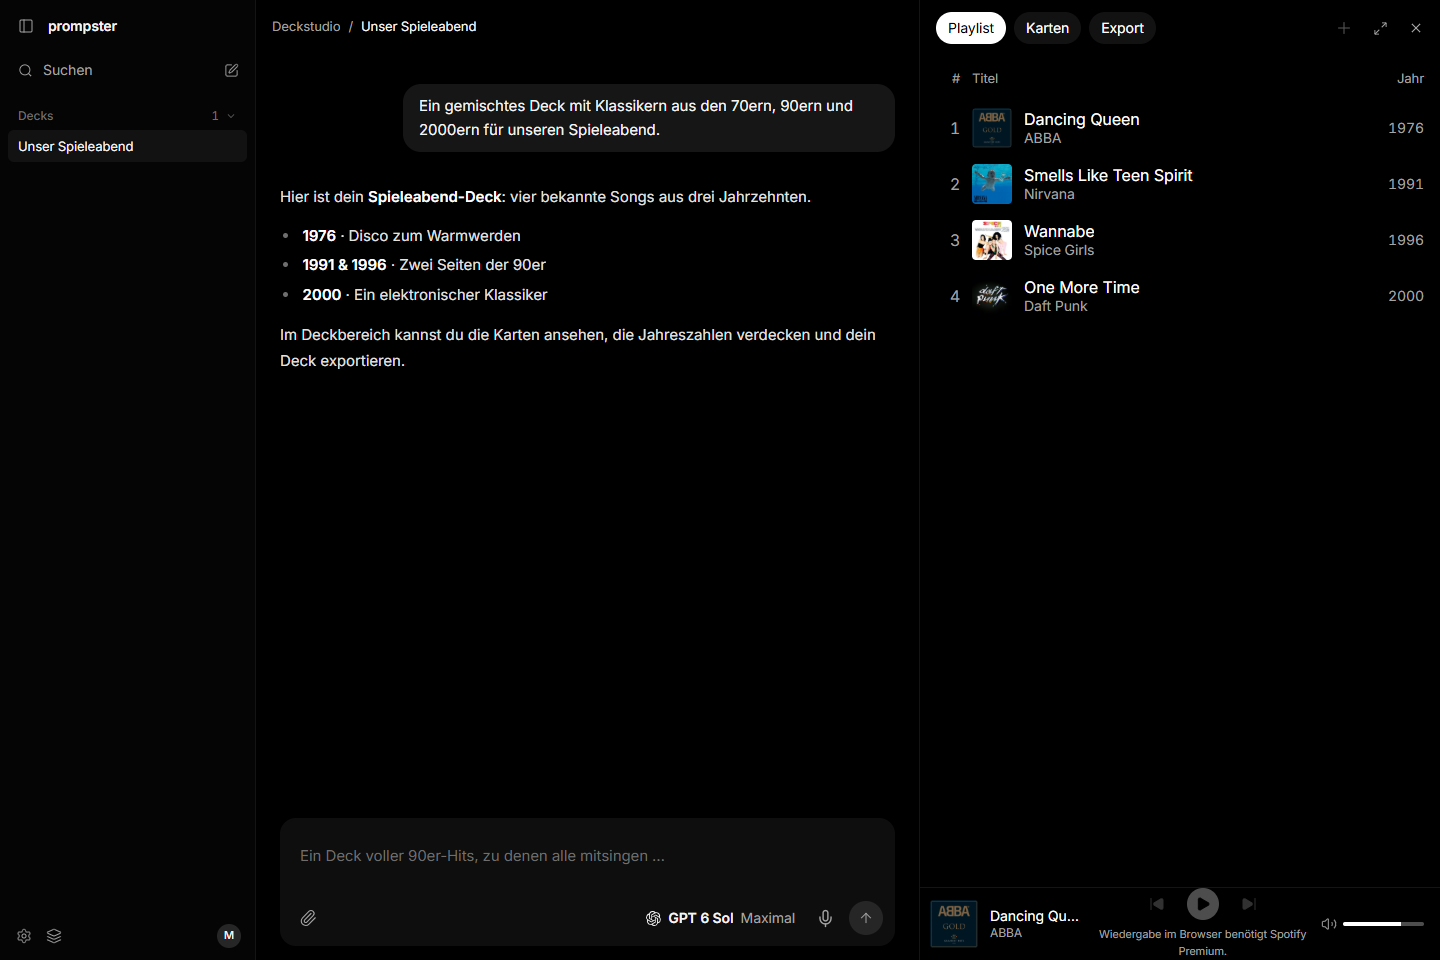 prompster
Suchen
Decks 1
Unser Spieleabend
M
Deckstudio / Unser Spieleabend
Ein gemischtes Deck mit Klassikern aus den 70ern, 90ern und
2000ern für unseren Spieleabend.
Hier ist dein Spieleabend-Deck: vier bekannte Songs aus drei Jahrzehnten.
• 1976 · Disco zum Warmwerden
• 1991 & 1996 · Zwei Seiten der 90er
• 2000 · Ein elektronischer Klassiker
Im Deckbereich kannst du die Karten ansehen, die Jahreszahlen verdecken und dein
Deck exportieren.
Ein Deck voller 90er-Hits, zu denen alle mitsingen ...
GPT 6 Sol Maximal
Playlist Karten Export
# Titel Jahr
1 ABBA GOLD Dancing Queen 1976
ABBA
2 Smells Like Teen Spirit 1991
Nirvana
3 Wannabe 1996
Spice Girls
4 daft punk One More Time 2000
Daft Punk
ABBA GOLD
Dancing Qu...
ABBA
Wiedergabe im Browser benötigt Spotify
Premium.